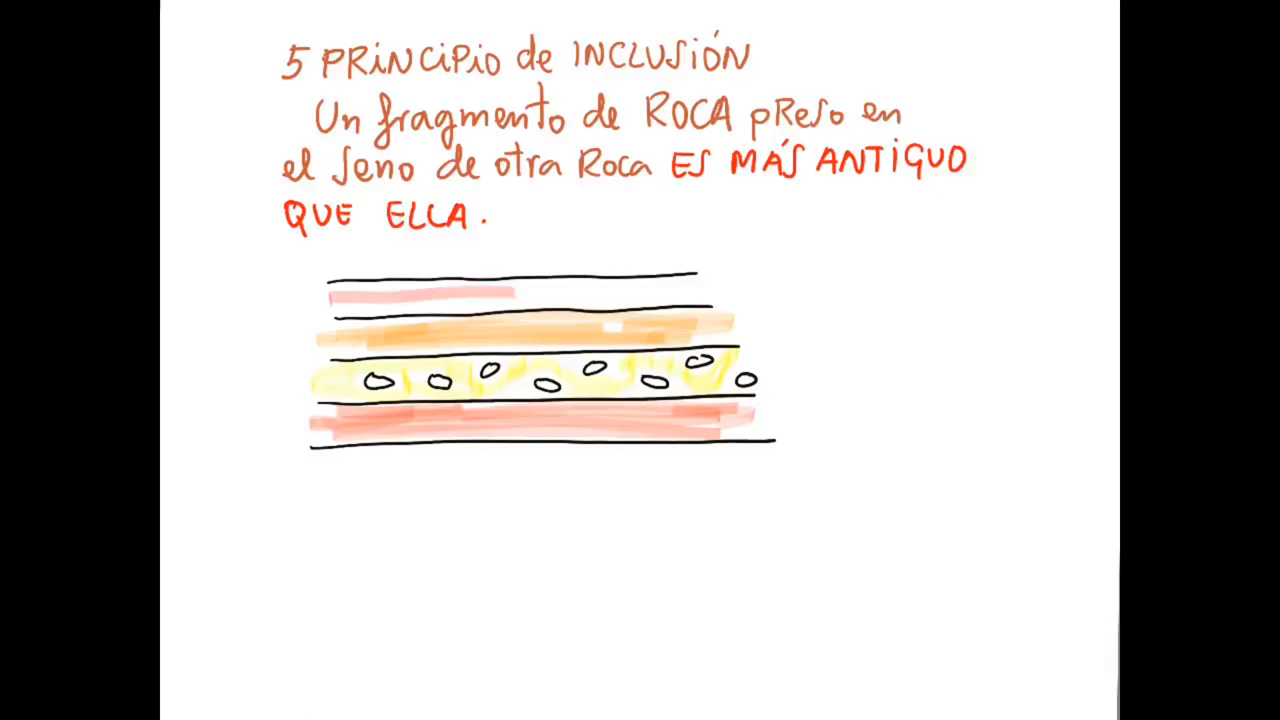 5 PRiNCiPio de INCLUSIÓN
Un fragmento de ROCA pReso en
el seno de otra Roca ES MÁS ANTIGUO
QUE ELLA.